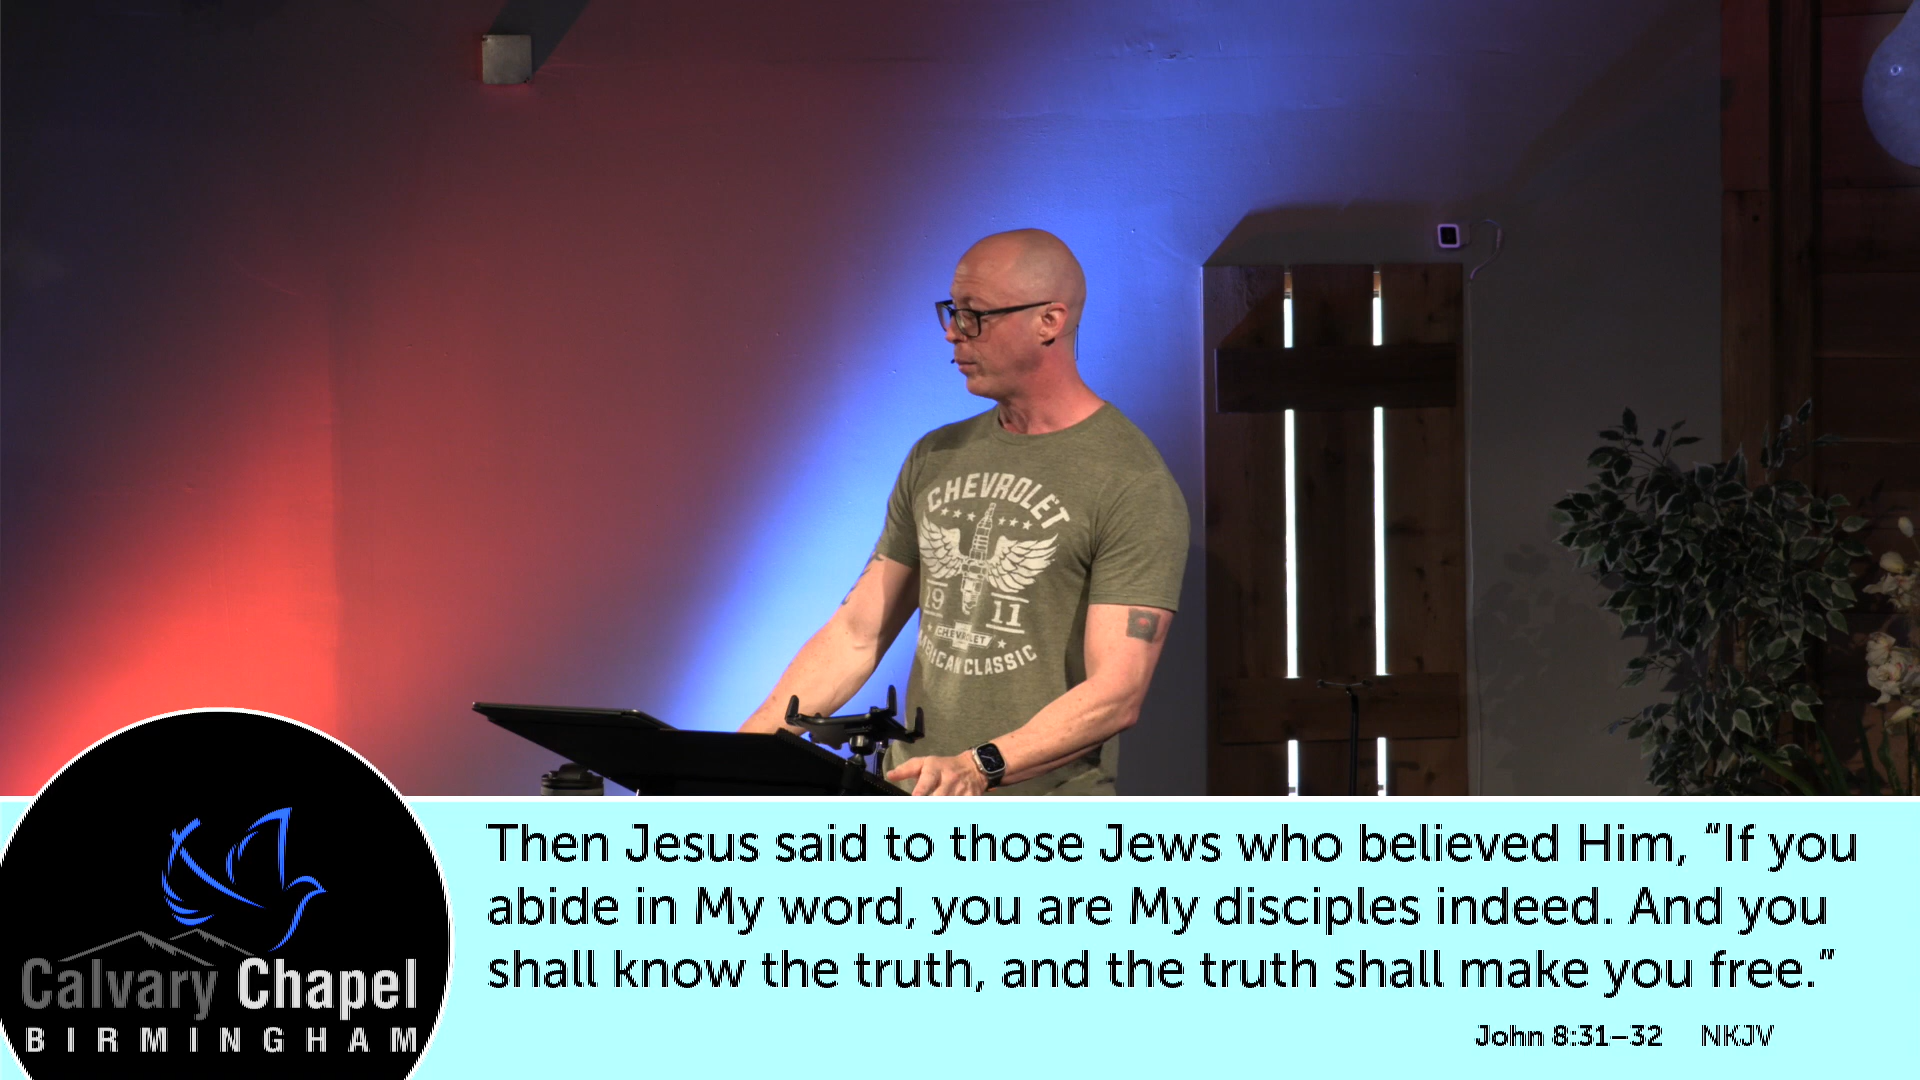 CHEVROLET
19 11
CHEVROLET
AMERICAN CLASSIC
Then Jesus said to those Jews who believed Him, “If you
abide in My word, you are My disciples indeed. And you
shall know the truth, and the truth shall make you free.”
John 8:31–32 NKJV
Calvary Chapel
BIRMINGHAM